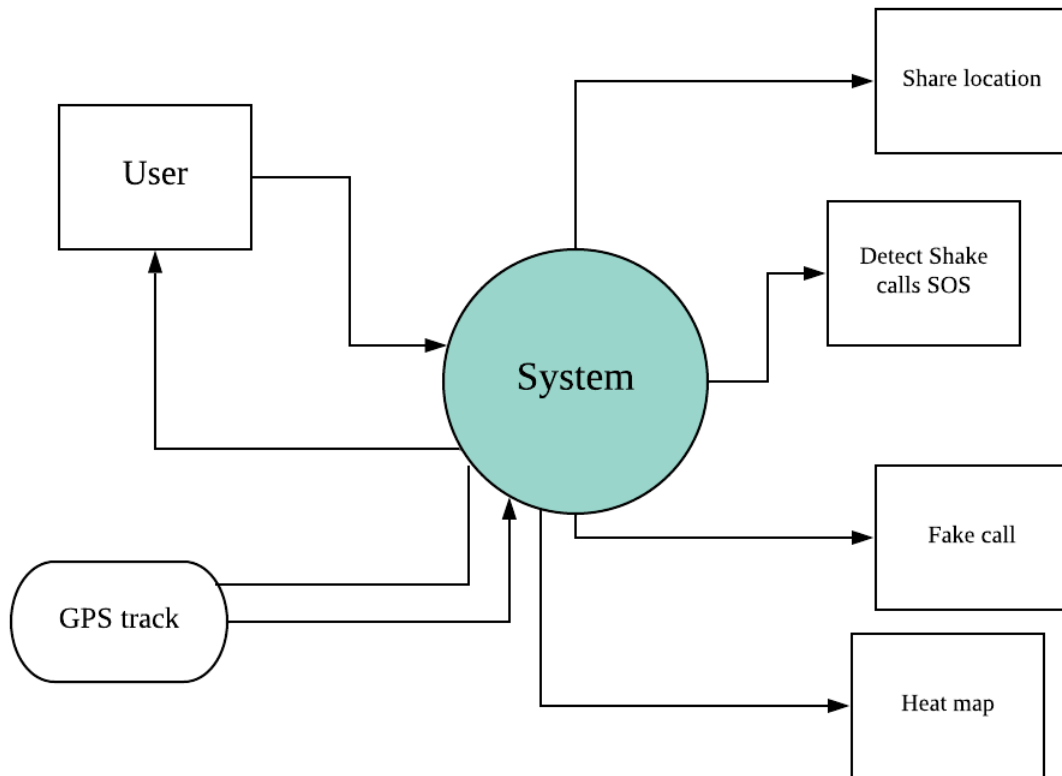 Share location
User
Detect Shake
calls SOS
System
Fake call
GPS track
Heat map